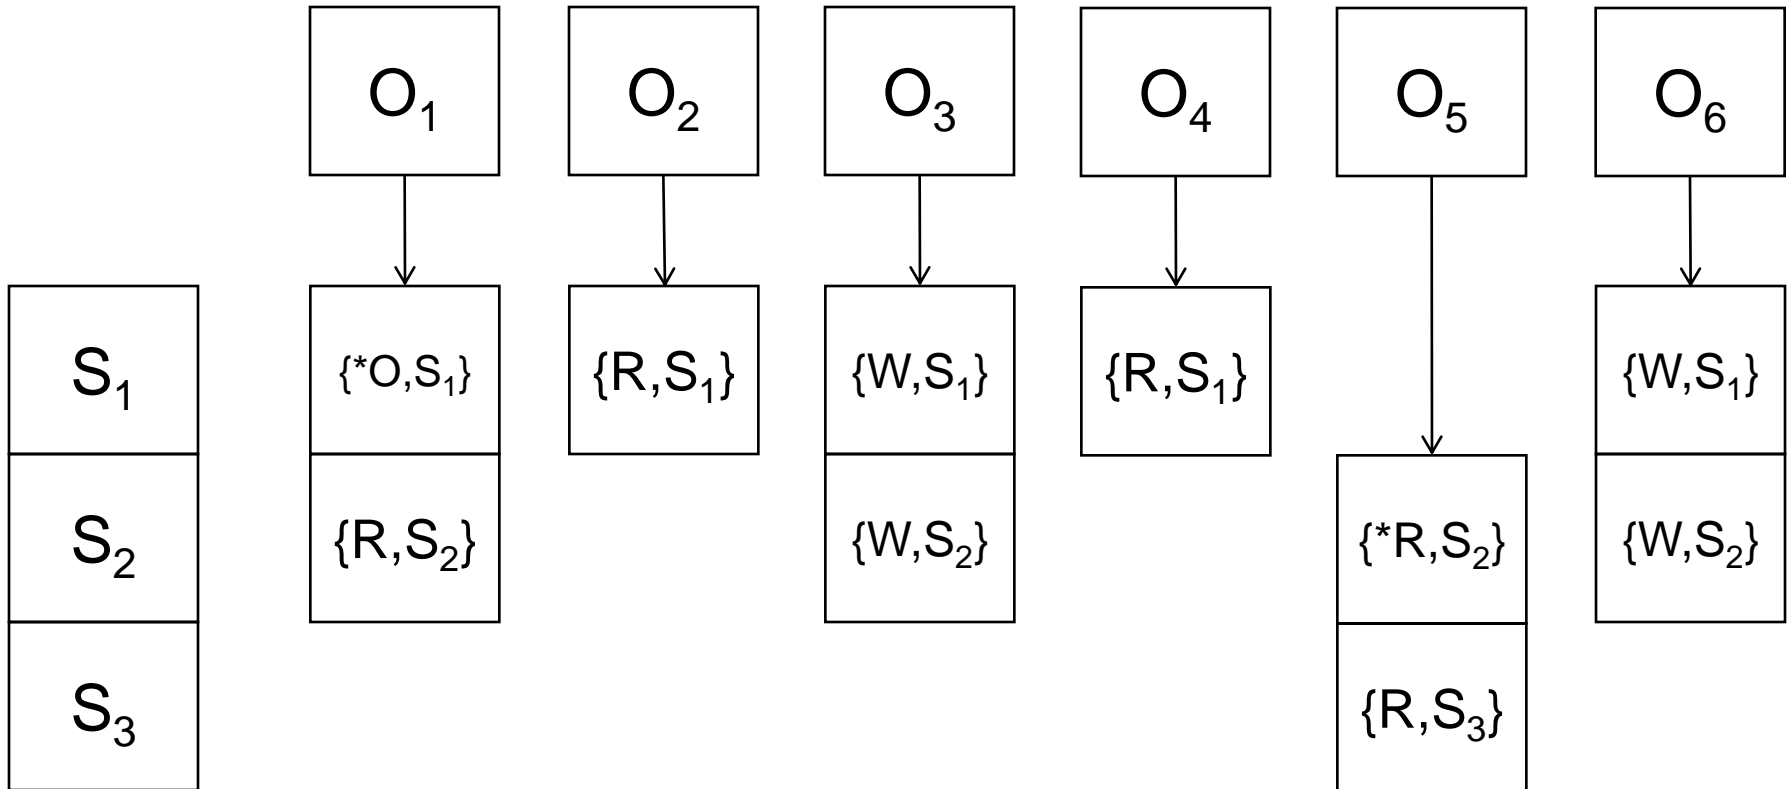 O1 O2 O3 O4 O5 O6
S1 {*O,S1} {R,S1} {W,S1} {R,S1} {W,S1}
S2 {R,S2} {W,S2} {*R,S2} {W,S2}
S3 {R,S3}